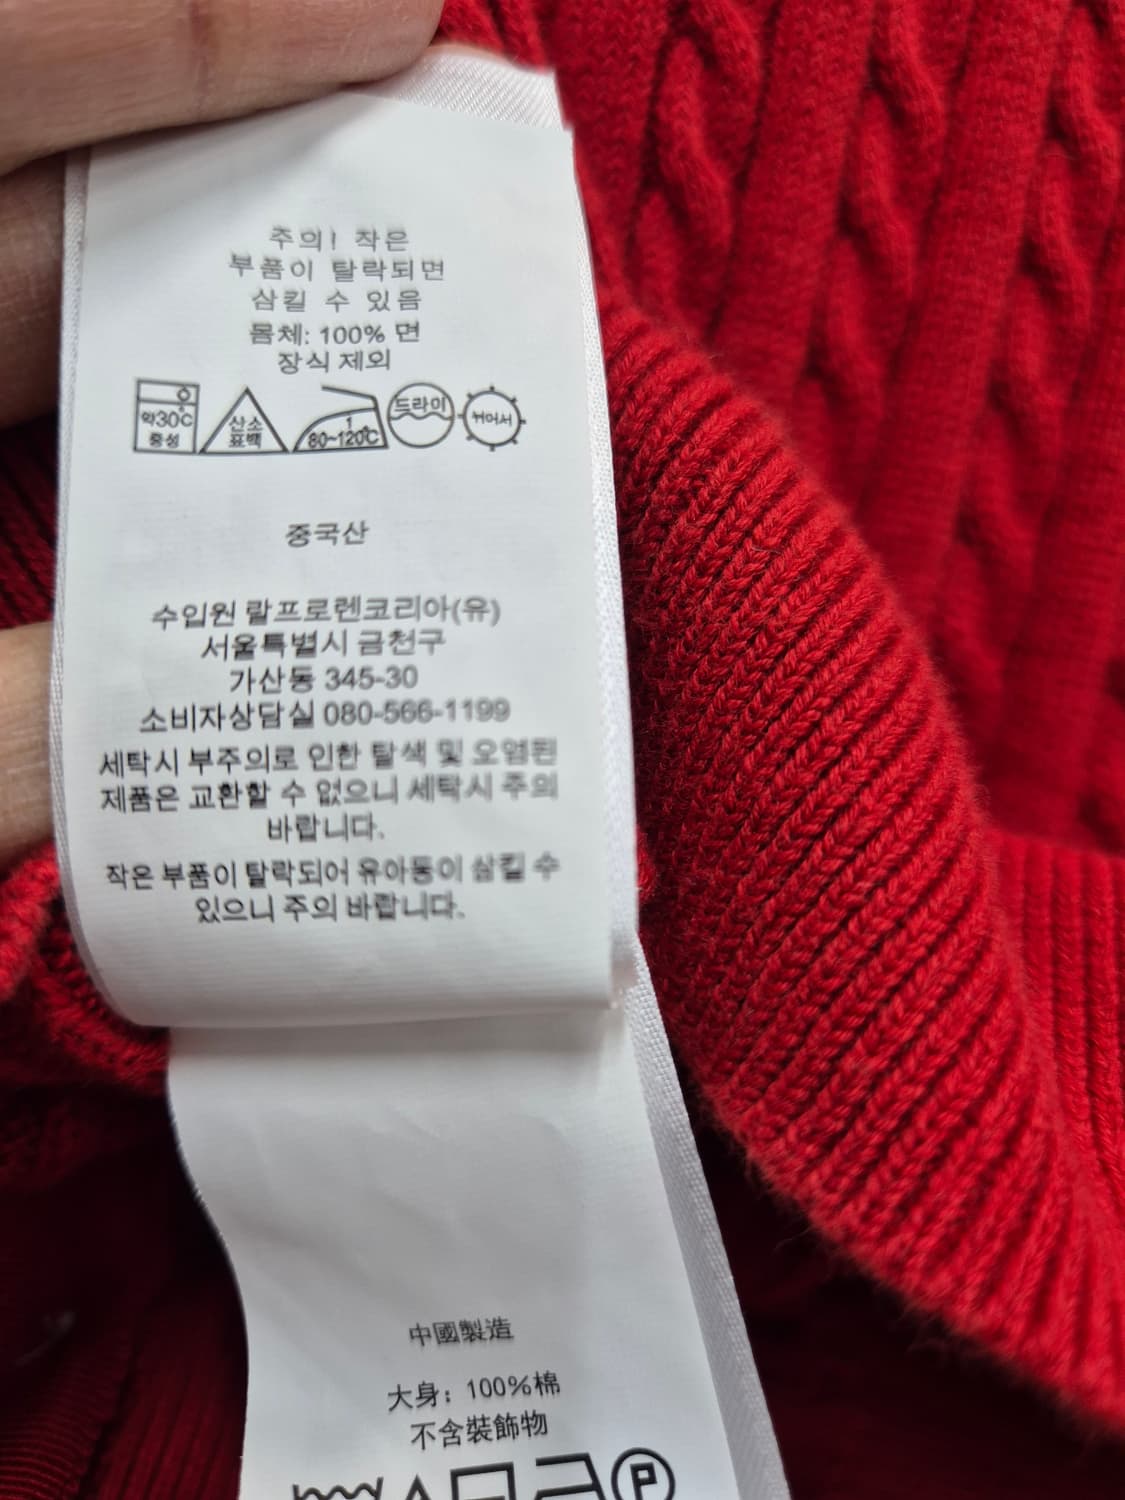 주의! 작은
부품이 탈락되면
삼킬 수 있음
몸체: 100% 면
장식 제외
약30℃ 중성 산소 표백 1 80~120℃ 드라이 뉘어서
중국산
수입원 랄프로렌코리아(유)
서울특별시 금천구
가산동 345-30
소비자상담실 080-566-1199
세탁시 부주의로 인한 탈색 및 오염된
제품은 교환할 수 없으니 세탁시 주의
바랍니다.
작은 부품이 탈락되어 유아동이 삼킬 수
있으니 주의 바랍니다.
中國製造
大身：100%棉
不含裝飾物
P